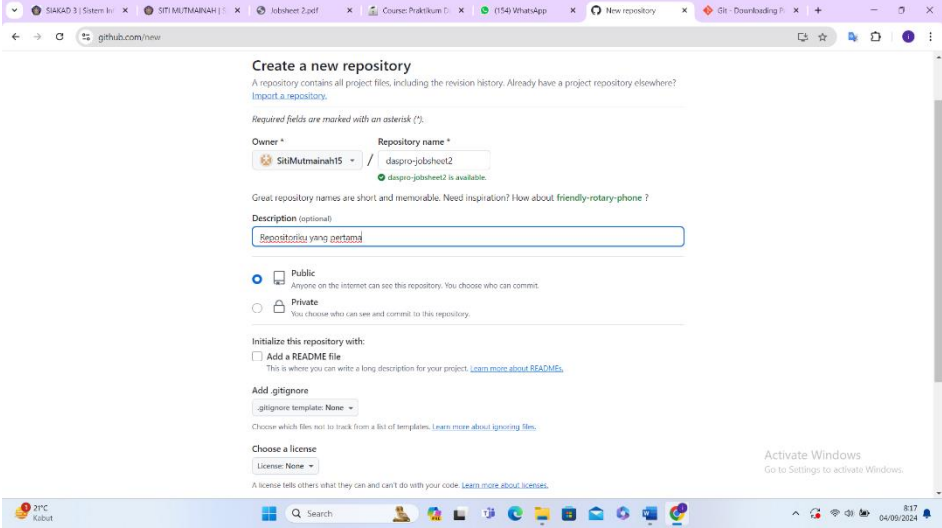 SIAKAD 3 | Sistem In
SITI MUTMAINAH | S
Jobsheet 2.pdf
Course: Praktikum D
(154) WhatsApp
New repository
Git - Downloading P
github.com/new
Create a new repository
A repository contains all project files, including the revision history. Already have a project repository elsewhere?
Import a repository.
Required fields are marked with an asterisk (*).
Owner * Repository name *
SitiMutmainah15 / daspro-jobsheet2
daspro-jobsheet2 is available.
Great repository names are short and memorable. Need inspiration? How about friendly-rotary-phone ?
Description (optional)
Repositoriku yang pertama
Public
Anyone on the internet can see this repository. You choose who can commit.
Private
You choose who can see and commit to this repository.
Initialize this repository with:
Add a README file
This is where you can write a long description for your project. Learn more about READMEs.
Add .gitignore
.gitignore template: None
Choose which files not to track from a list of templates. Learn more about ignoring files.
Choose a license
License: None
A license tells others what they can and can't do with your code. Learn more about licenses.
Activate Windows
Go to Settings to activate Windows.
21°C
Kabut
Search
8:17
04/09/2024